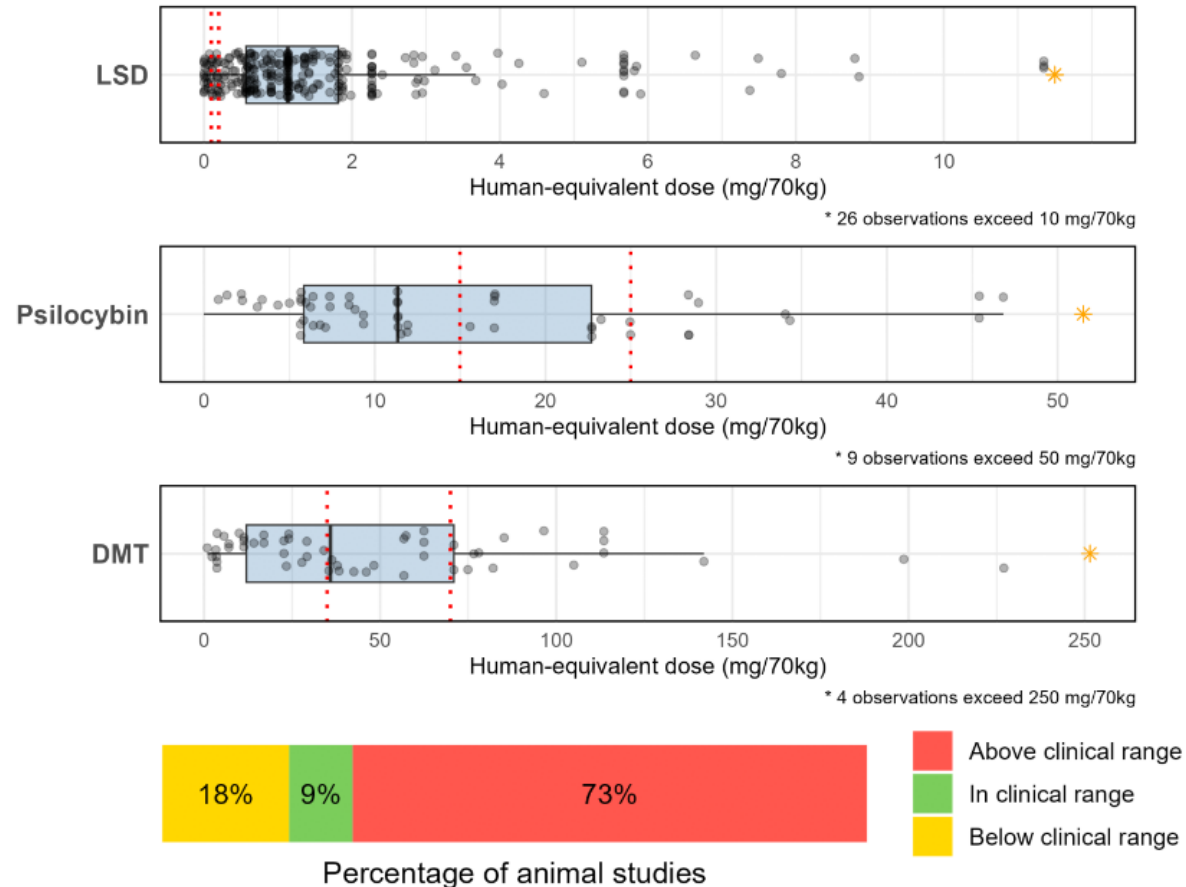 LSD
0 2 4 6 8 10
Human-equivalent dose (mg/70kg)
* 26 observations exceed 10 mg/70kg
Psilocybin
0 10 20 30 40 50
Human-equivalent dose (mg/70kg)
* 9 observations exceed 50 mg/70kg
DMT
0 50 100 150 200 250
Human-equivalent dose (mg/70kg)
* 4 observations exceed 250 mg/70kg
18% 9% 73%
Percentage of animal studies
Above clinical range
In clinical range
Below clinical range